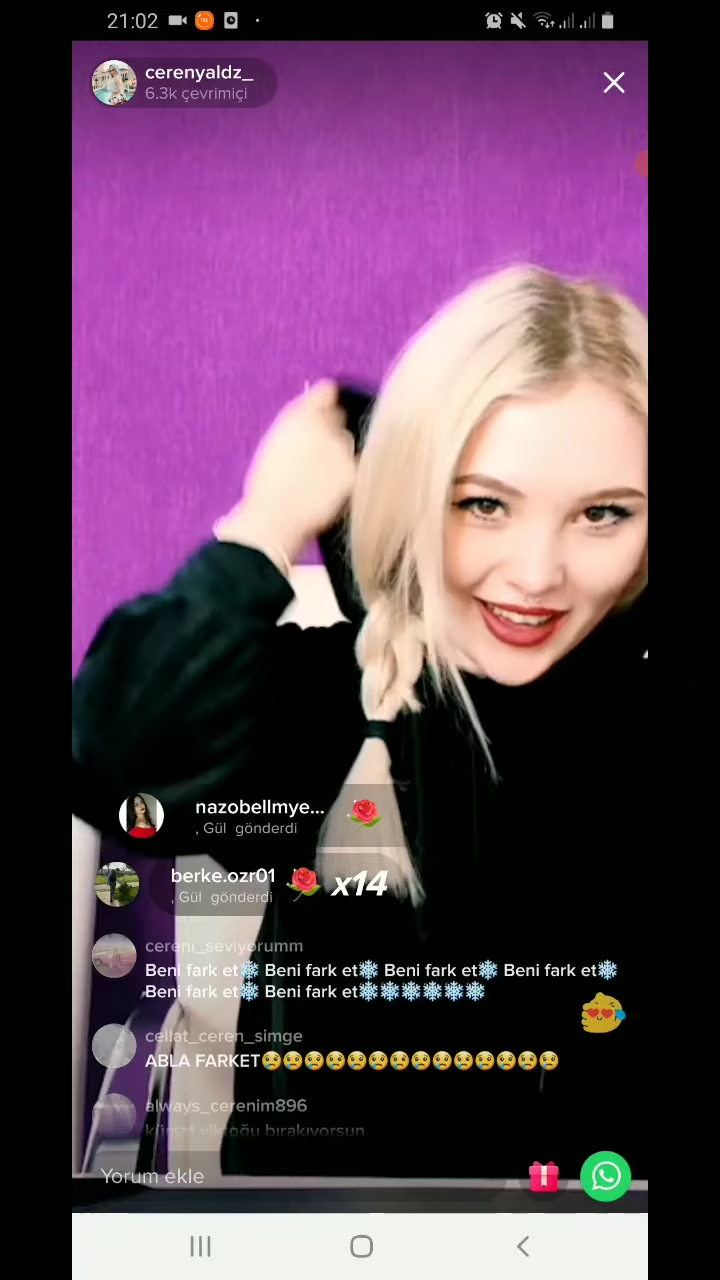 21:02
cerenyaldz_
6.3k çevrimiçi
nazobellmye...
, Gül gönderdi
berke.ozr01
, Gül gönderdi
x14
cereni_seviyorumm
Beni fark et❄️ Beni fark et❄️ Beni fark et❄️ Beni fark et❄️
Beni fark et❄️ Beni fark et❄️❄️❄️❄️❄️❄️
cellat_ceren_simge
ABLA FARKET😢😢😢😢😢😢😢😢😢😢😢😢😢😢
always_cerenim896
bırakıyorsun
Yorum ekle